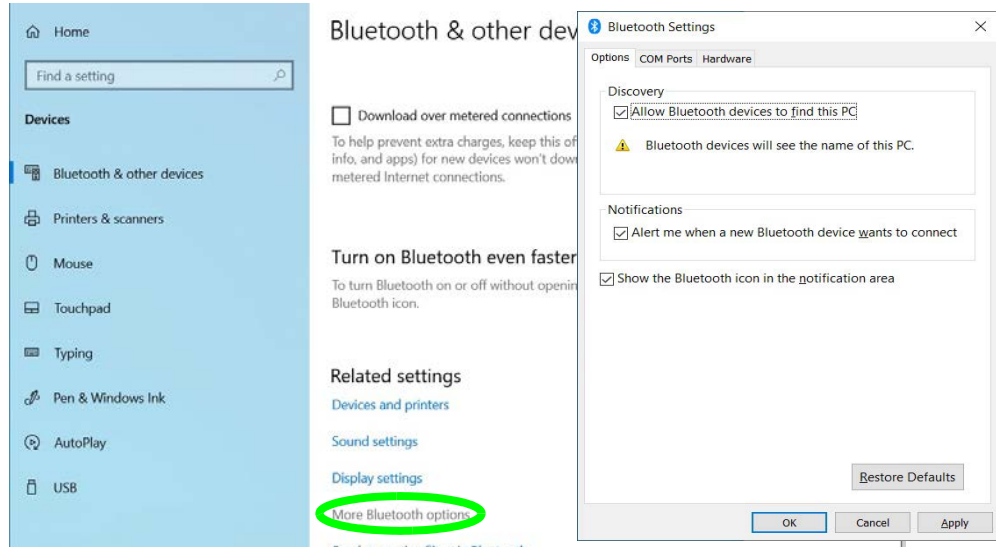 Home
Find a setting
Devices
Bluetooth & other devices
Printers & scanners
Mouse
Touchpad
Typing
Pen & Windows Ink
AutoPlay
USB
Bluetooth & other dev
Download over metered connections
To help prevent extra charges, keep this of
info, and apps) for new devices won't dow
metered Internet connections.
Turn on Bluetooth even faster
To turn Bluetooth on or off without openin
Bluetooth icon.
Related settings
Devices and printers
Sound settings
Display settings
More Bluetooth options
Bluetooth Settings
Options COM Ports Hardware
Discovery
Allow Bluetooth devices to find this PC
Bluetooth devices will see the name of this PC.
Notifications
Alert me when a new Bluetooth device wants to connect
Show the Bluetooth icon in the notification area
Restore Defaults
OK Cancel Apply